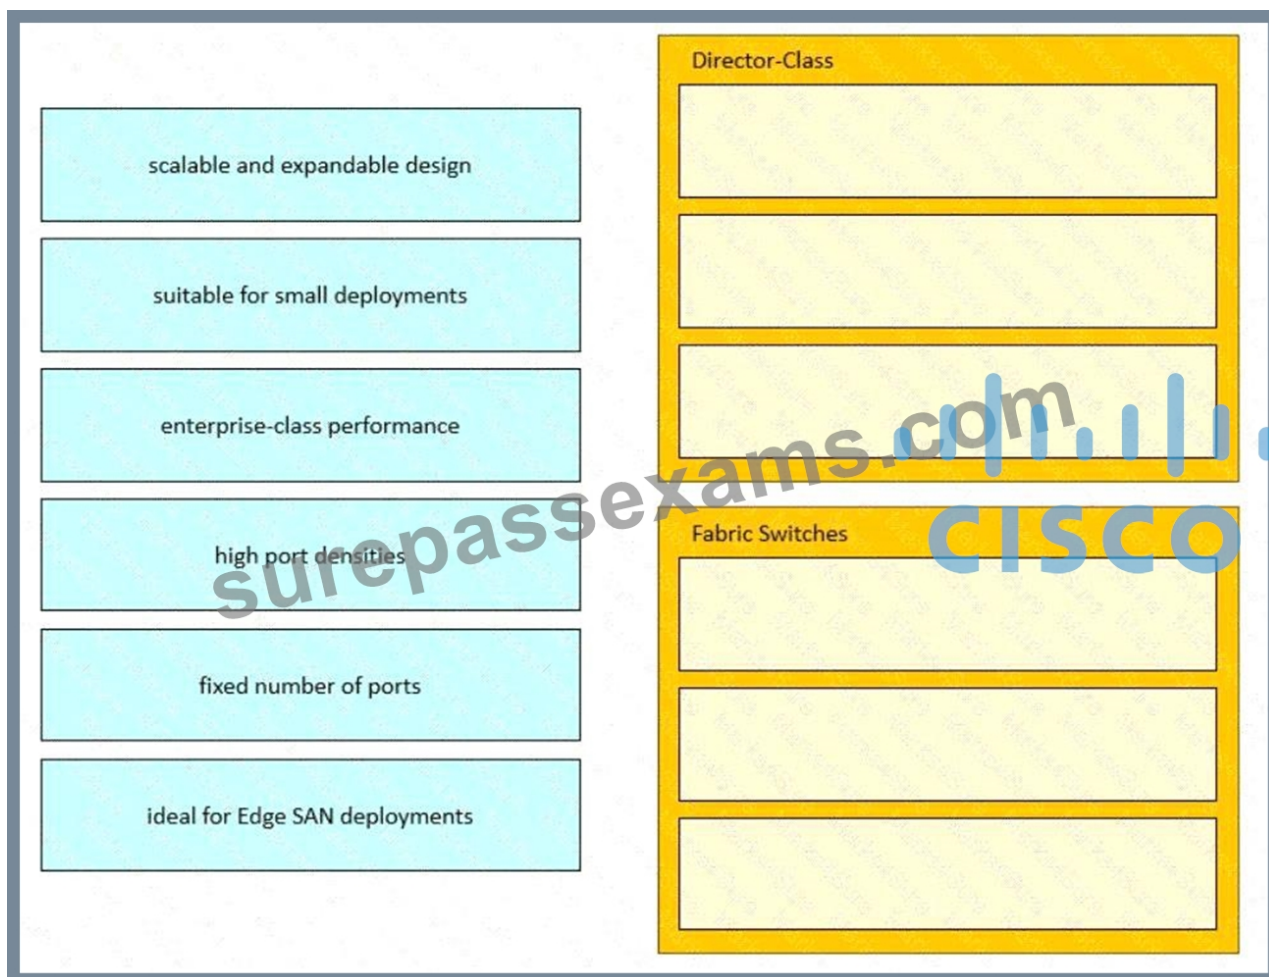 scalable and expandable design
suitable for small deployments
enterprise-class performance
high port densities
fixed number of ports
ideal for Edge SAN deployments
Director-Class
Fabric Switches
surepassexams.com
CISCO